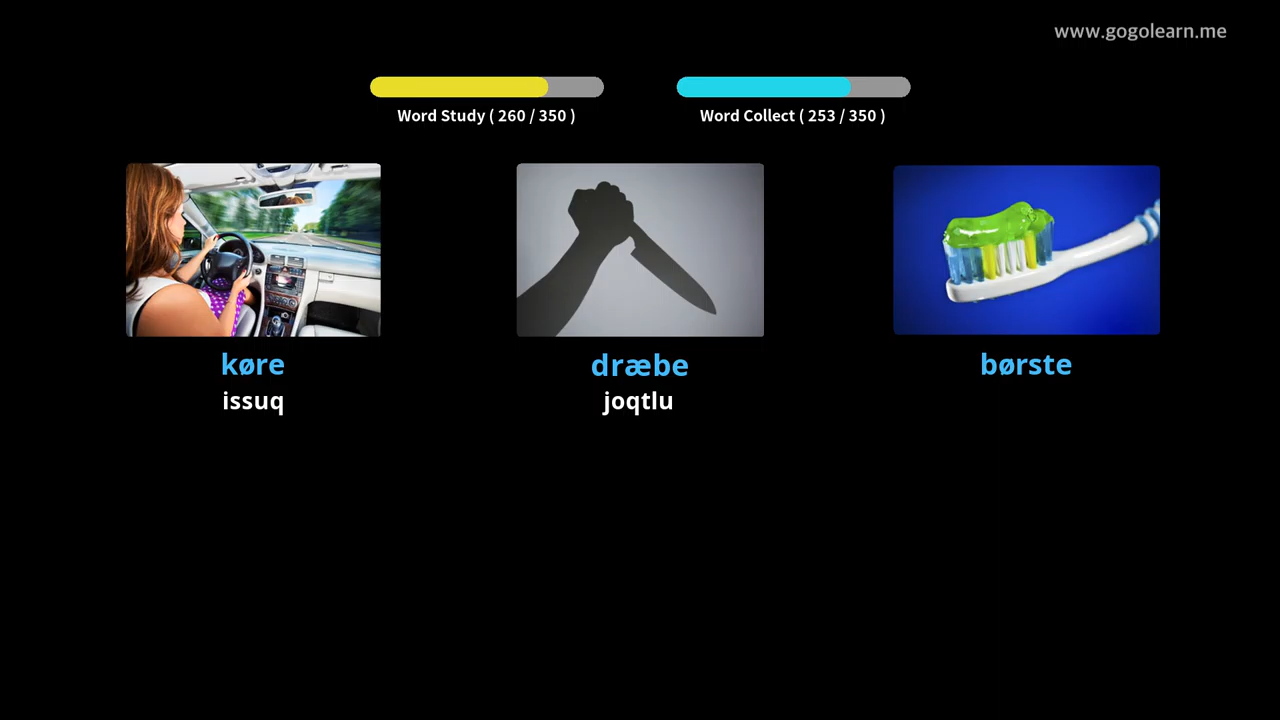 www.gogolearn.me
Word Study ( 260 / 350 )
Word Collect ( 253 / 350 )
køre
dræbe
børste
issuq
joqtlu